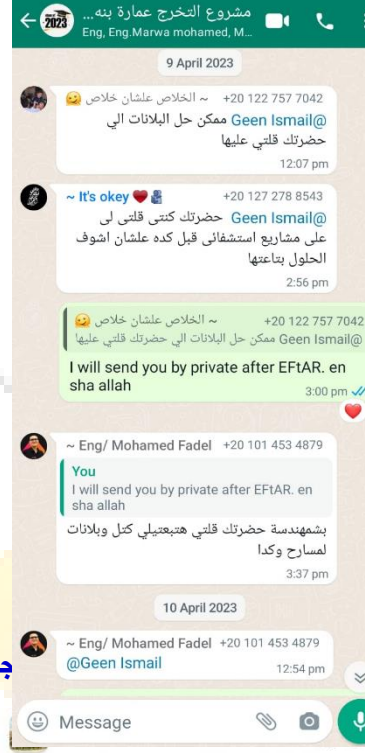 مشروع التخرج عمارة بنه...
Eng, Eng.Marwa mohamed, M...
2023
9 April 2023
~ الخلاص علشان خلاص 🥲 +20 122 757 7042
@Geen Ismail ممكن حل البلانات الي
حضرتك قلتي عليها
12:07 pm
~ It's okey ♥️ +20 127 278 8543
@Geen Ismail حضرتك كنتى قلتى لى
على مشاريع استشفائى قبل كده علشان اشوف
الحلول بتاعتها
2:56 pm
~ الخلاص علشان خلاص 🥲 +20 122 757 7042
@Geen Ismail ممكن حل البلانات الي حضرتك قلتي عليها
I will send you by private after EFtAR. en
sha allah
3:00 pm
~ Eng/ Mohamed Fadel +20 101 453 4879
You
I will send you by private after EFtAR. en
sha allah
بشمهندسة حضرتك قلتي هتبعتيلي كتل وبلانات
لمسارح وكدا
3:37 pm
10 April 2023
~ Eng/ Mohamed Fadel +20 101 453 4879
@Geen Ismail
12:54 pm
Message